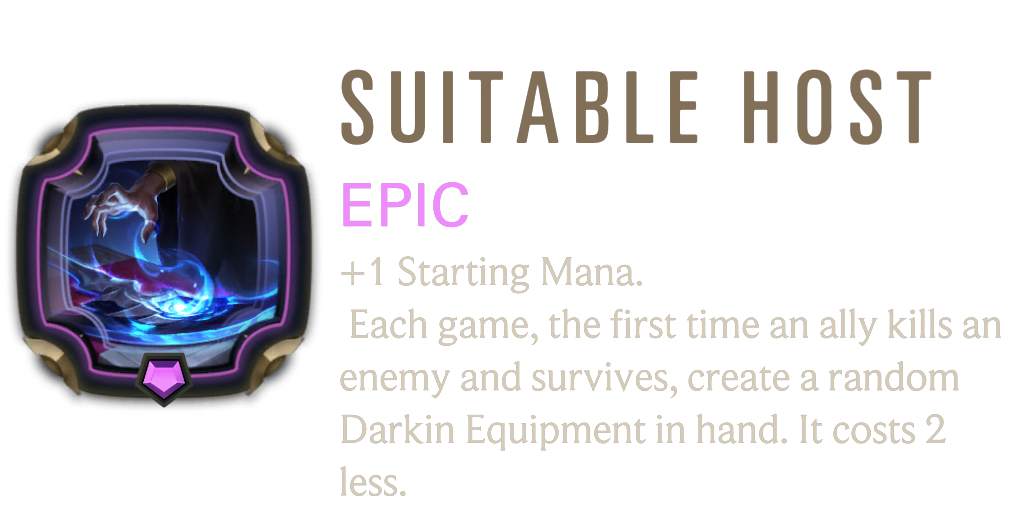 SUITABLE HOST
EPIC
+1 Starting Mana.
Each game, the first time an ally kills an
enemy and survives, create a random
Darkin Equipment in hand. It costs 2
less.